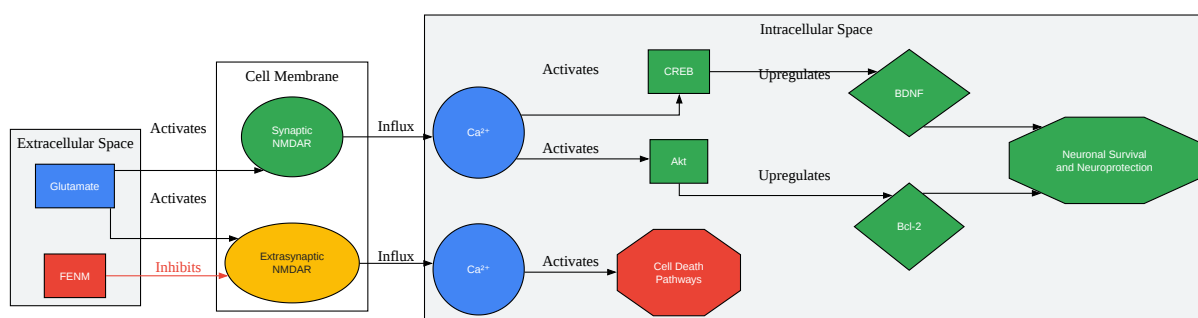 Intracellular Space
Cell Membrane
Extracellular Space
Activates
Synaptic
NMDAR
Influx
Ca²⁺
Activates
CREB
Upregulates
BDNF
Glutamate
Activates
Activates
Akt
Upregulates
Bcl-2
Neuronal Survival
and Neuroprotection
FENM
Inhibits
Extrasynaptic
NMDAR
Influx
Ca²⁺
Activates
Cell Death
Pathways